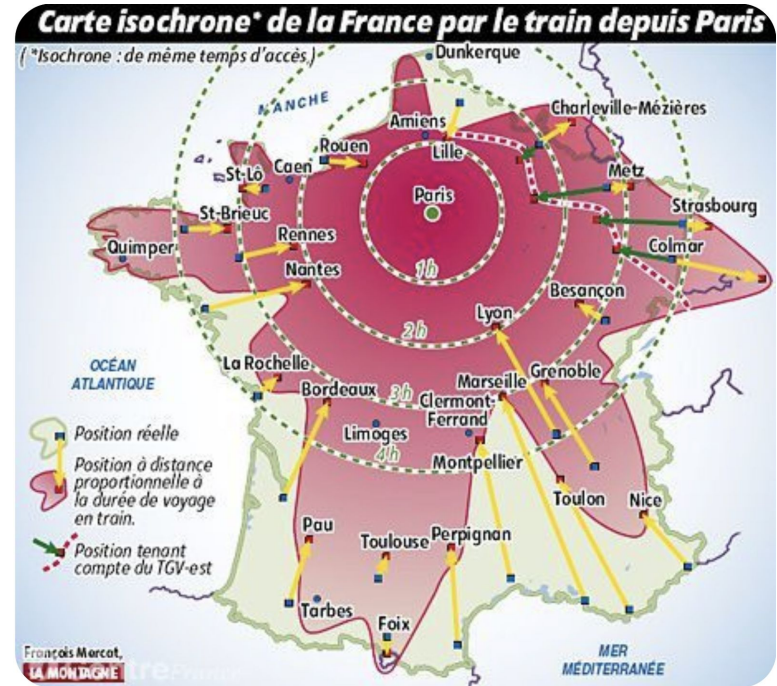 Carte isochrone* de la France par le train depuis Paris
(*Isochrone : de même temps d'accès.)
Dunkerque
MANCHE
Charleville-Mézières
Amiens
Lille
Rouen
Caen
St-Lô
Metz
Paris
Strasbourg
St-Brieuc
Rennes
Quimper
Colmar
Nantes
1h
Besançon
Lyon
2h
OCÉAN
ATLANTIQUE
La Rochelle
Grenoble
Marseille
Bordeaux
3h
Clermont-
Ferrand
Limoges
4h
Montpellier
Position réelle
Position à distance
proportionnelle à
la durée de voyage
en train.
Toulon
Nice
Pau
Toulouse
Perpignan
Position tenant
compte du TGV-est
Tarbes
Foix
François Mercat,
LA MONTAGNE
MER
MÉDITERRANÉE